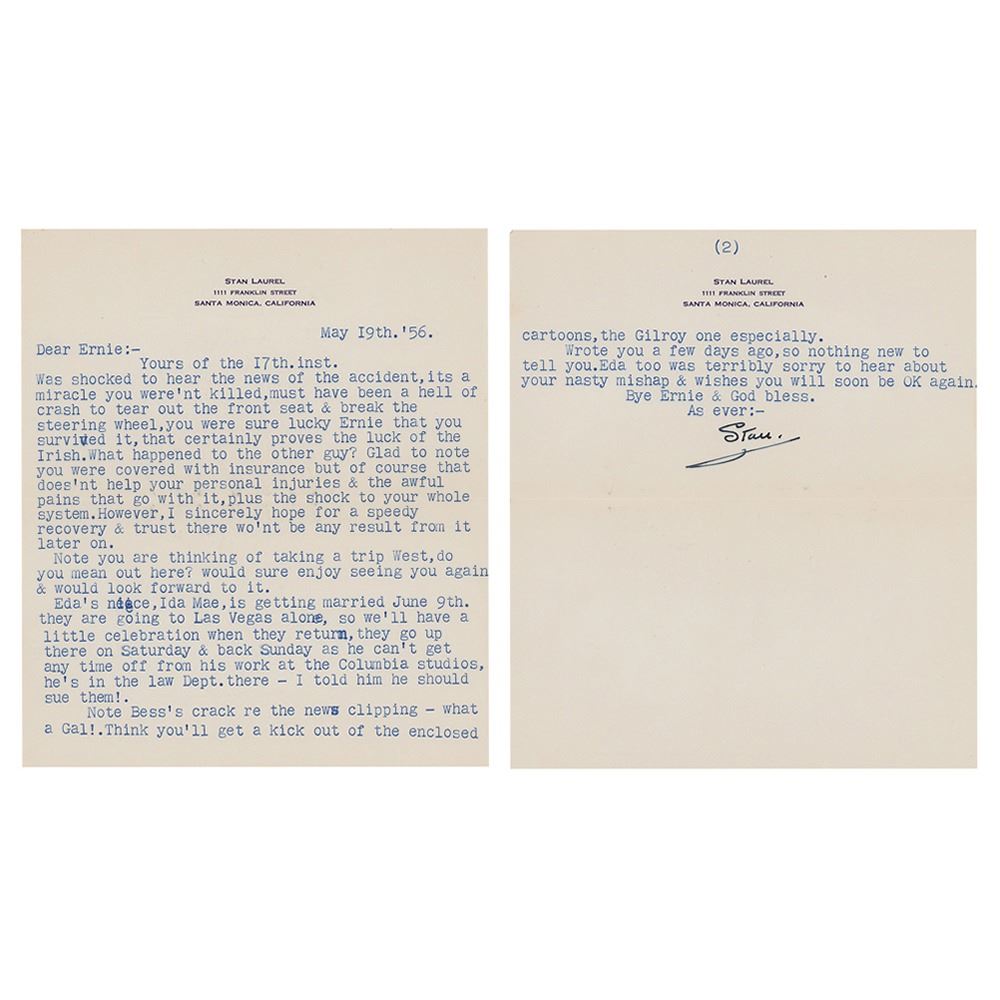 STAN LAUREL
1111 FRANKLIN STREET
SANTA MONICA, CALIFORNIA
May I9th.'56.
Dear Ernie:-
Yours of the I7th.inst.
Was shocked to hear the news of the accident,its a
miracle you were'nt killed,must have been a hell of
crash to tear out the front seat & break the
steering wheel,you were sure lucky Ernie that you
survived it,that certainly proves the luck of the
Irish.What happened to the other guy? Glad to note
you were covered with insurance but of course that
does'nt help your personal injuries & the awful
pains that go with it,plus the shock to your whole
system.However,I sincerely hope for a speedy
recovery & trust there wo'nt be any result from it
later on.
Note you are thinking of taking a trip West,do
you mean out here? would sure enjoy seeing you again
& would look forward to it.
Eda's niece,Ida Mae,is getting married June 9th.
they are going to Las Vegas alone, so we'll have a
little celebration when they return,they go up
there on Saturday & back Sunday as he can't get
any time off from his work at the Columbia studios,
he's in the law Dept.there - I told him he should
sue them!.
Note Bess's crack re the news clipping - what
a Gal!.Think you'll get a kick out of the enclosed
(2)
STAN LAUREL
1111 FRANKLIN STREET
SANTA MONICA, CALIFORNIA
cartoons,the Gilroy one especially.
Wrote you a few days ago,so nothing new to
tell you.Eda too was terribly sorry to hear about
your nasty mishap & wishes you will soon be OK again.
Bye Ernie & God bless.
As ever:-
Stan.